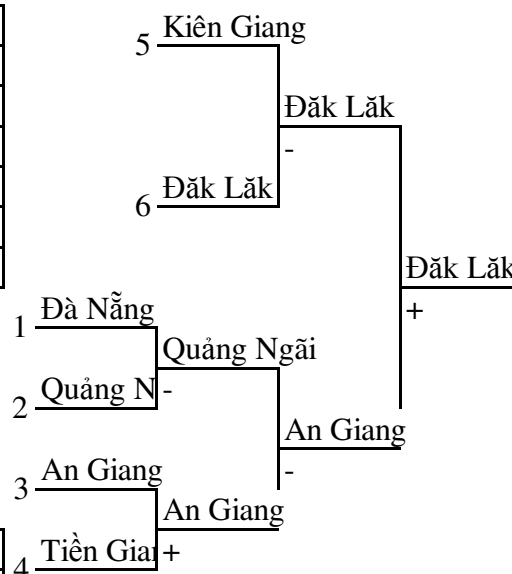 5 Kiên Giang
Đăk Lăk
-
6 Đăk Lăk
Đăk Lăk
+
1 Đà Nẵng
Quảng Ngãi
-
2 Quảng N
An Giang
-
3 An Giang
An Giang
+
4 Tiền Gia